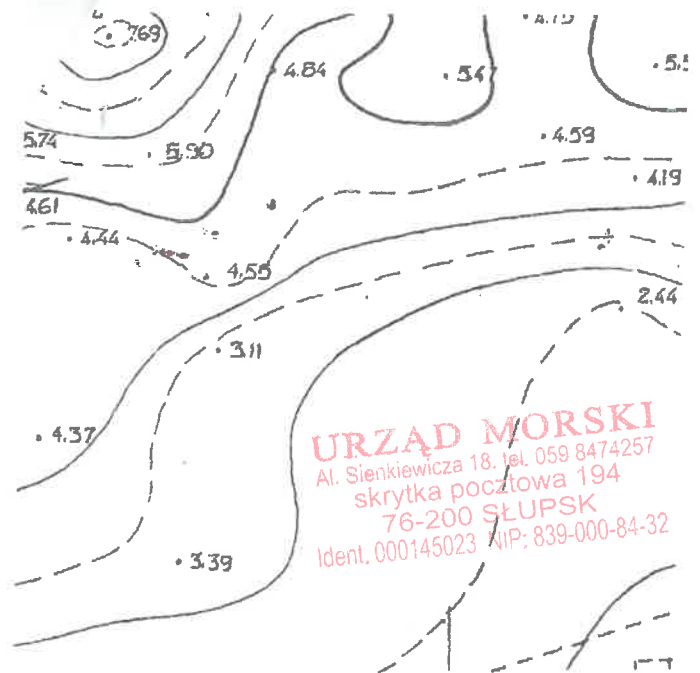 7.69
4.84
5.4
5.74
5.90
4.59
4.19
4.61
4.44
4.55
2.44
3.11
4.37
URZĄD MORSKI
Al. Sienkiewicza 18. tel. 059 8474257
skrytka pocztowa 194
76-200 SŁUPSK
Ident. 000145023 NIP: 839-000-84-32
3.39